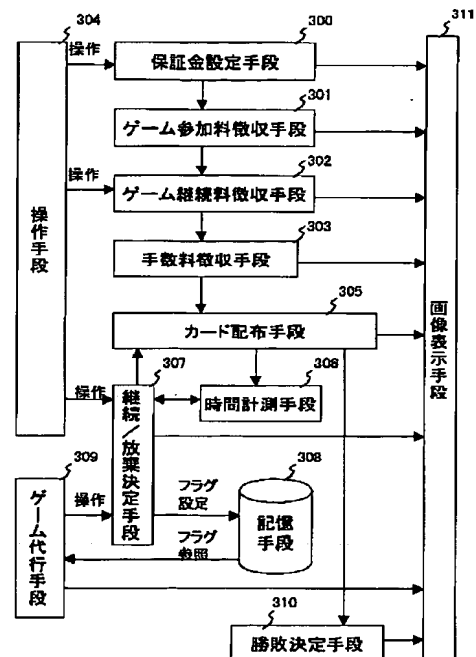 304
操作
300
保証金設定手段
311
301
ゲーム参加料徴収手段
操作
302
ゲーム継続料徴収手段
操作手段
303
手数料徴収手段
305
カード配布手段
画像表示手段
307
306
操作
継続/放棄決定手段
時間計測手段
309
操作
フラグ設定
308
ゲーム代行手段
記憶手段
フラグ参照
310
勝敗決定手段